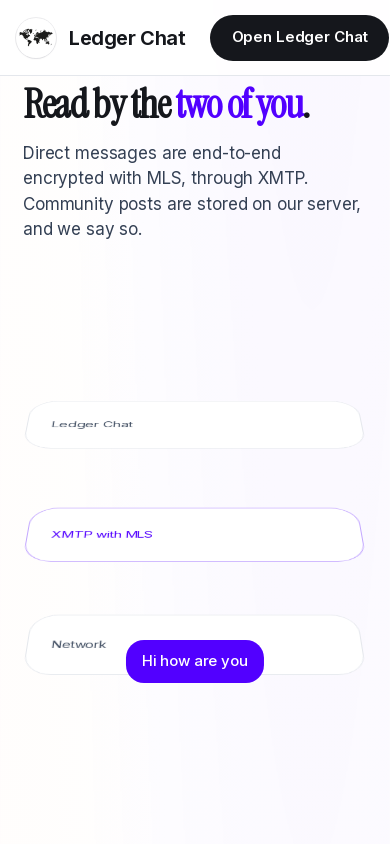 Ledger Chat
Open Ledger Chat
Read by the two of you.
Direct messages are end-to-end
encrypted with MLS, through XMTP.
Community posts are stored on our server,
and we say so.
Ledger Chat
XMTP with MLS
Network
Hi how are you